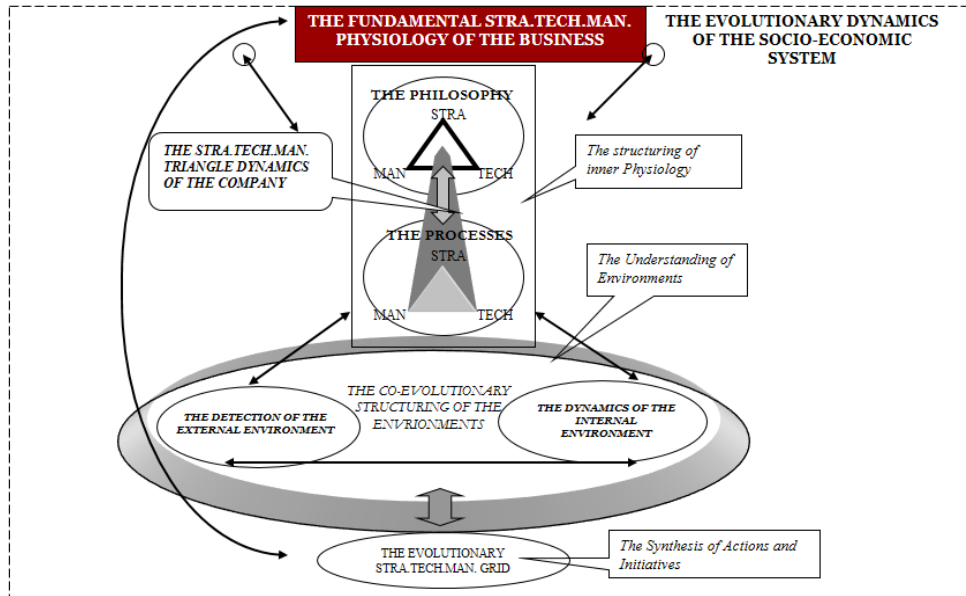 THE FUNDAMENTAL STRA.TECH.MAN.
PHYSIOLOGY OF THE BUSINESS
THE EVOLUTIONARY DYNAMICS
OF THE SOCIO-ECONOMIC
SYSTEM
THE PHILOSOPHY
STRA
MAN
TECH
THE STRA.TECH.MAN.
TRIANGLE DYNAMICS
OF THE COMPANY
The structuring of
inner Physiology
THE PROCESSES
STRA
MAN
TECH
The Understanding of
Environments
THE CO-EVOLUTIONARY
STRUCTURING OF THE
ENVRIONMENTS
THE DETECTION OF THE
EXTERNAL ENVIRONMENT
THE DYNAMICS OF THE
INTERNAL
ENVIRONMENT
THE EVOLUTIONARY
STRA.TECH.MAN. GRID
The Synthesis of Actions and
Initiatives